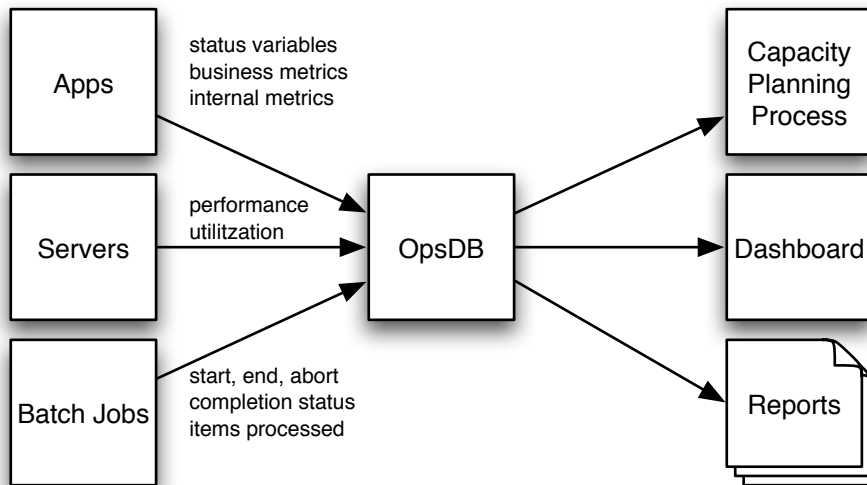 Apps
status variables
business metrics
internal metrics
Capacity
Planning
Process
Servers
performance
utilitzation
OpsDB
Dashboard
Batch Jobs
start, end, abort
completion status
items processed
Reports